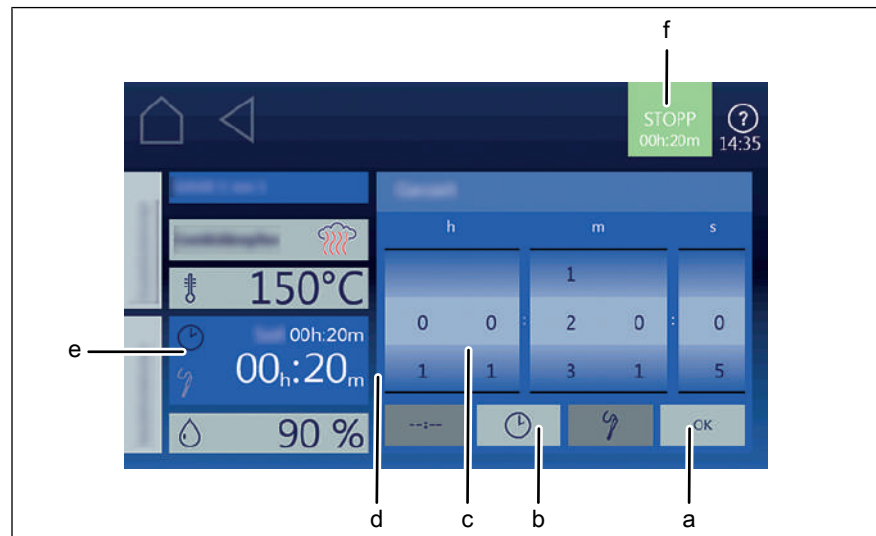 f
STOPP
00h:20m
?
14:35
h m s
1
150°C
00h:20m
0 0 : 2 0 : 0
e
00h:20m
1 1 3 1 5
90 %
--:--
OK
d c b a